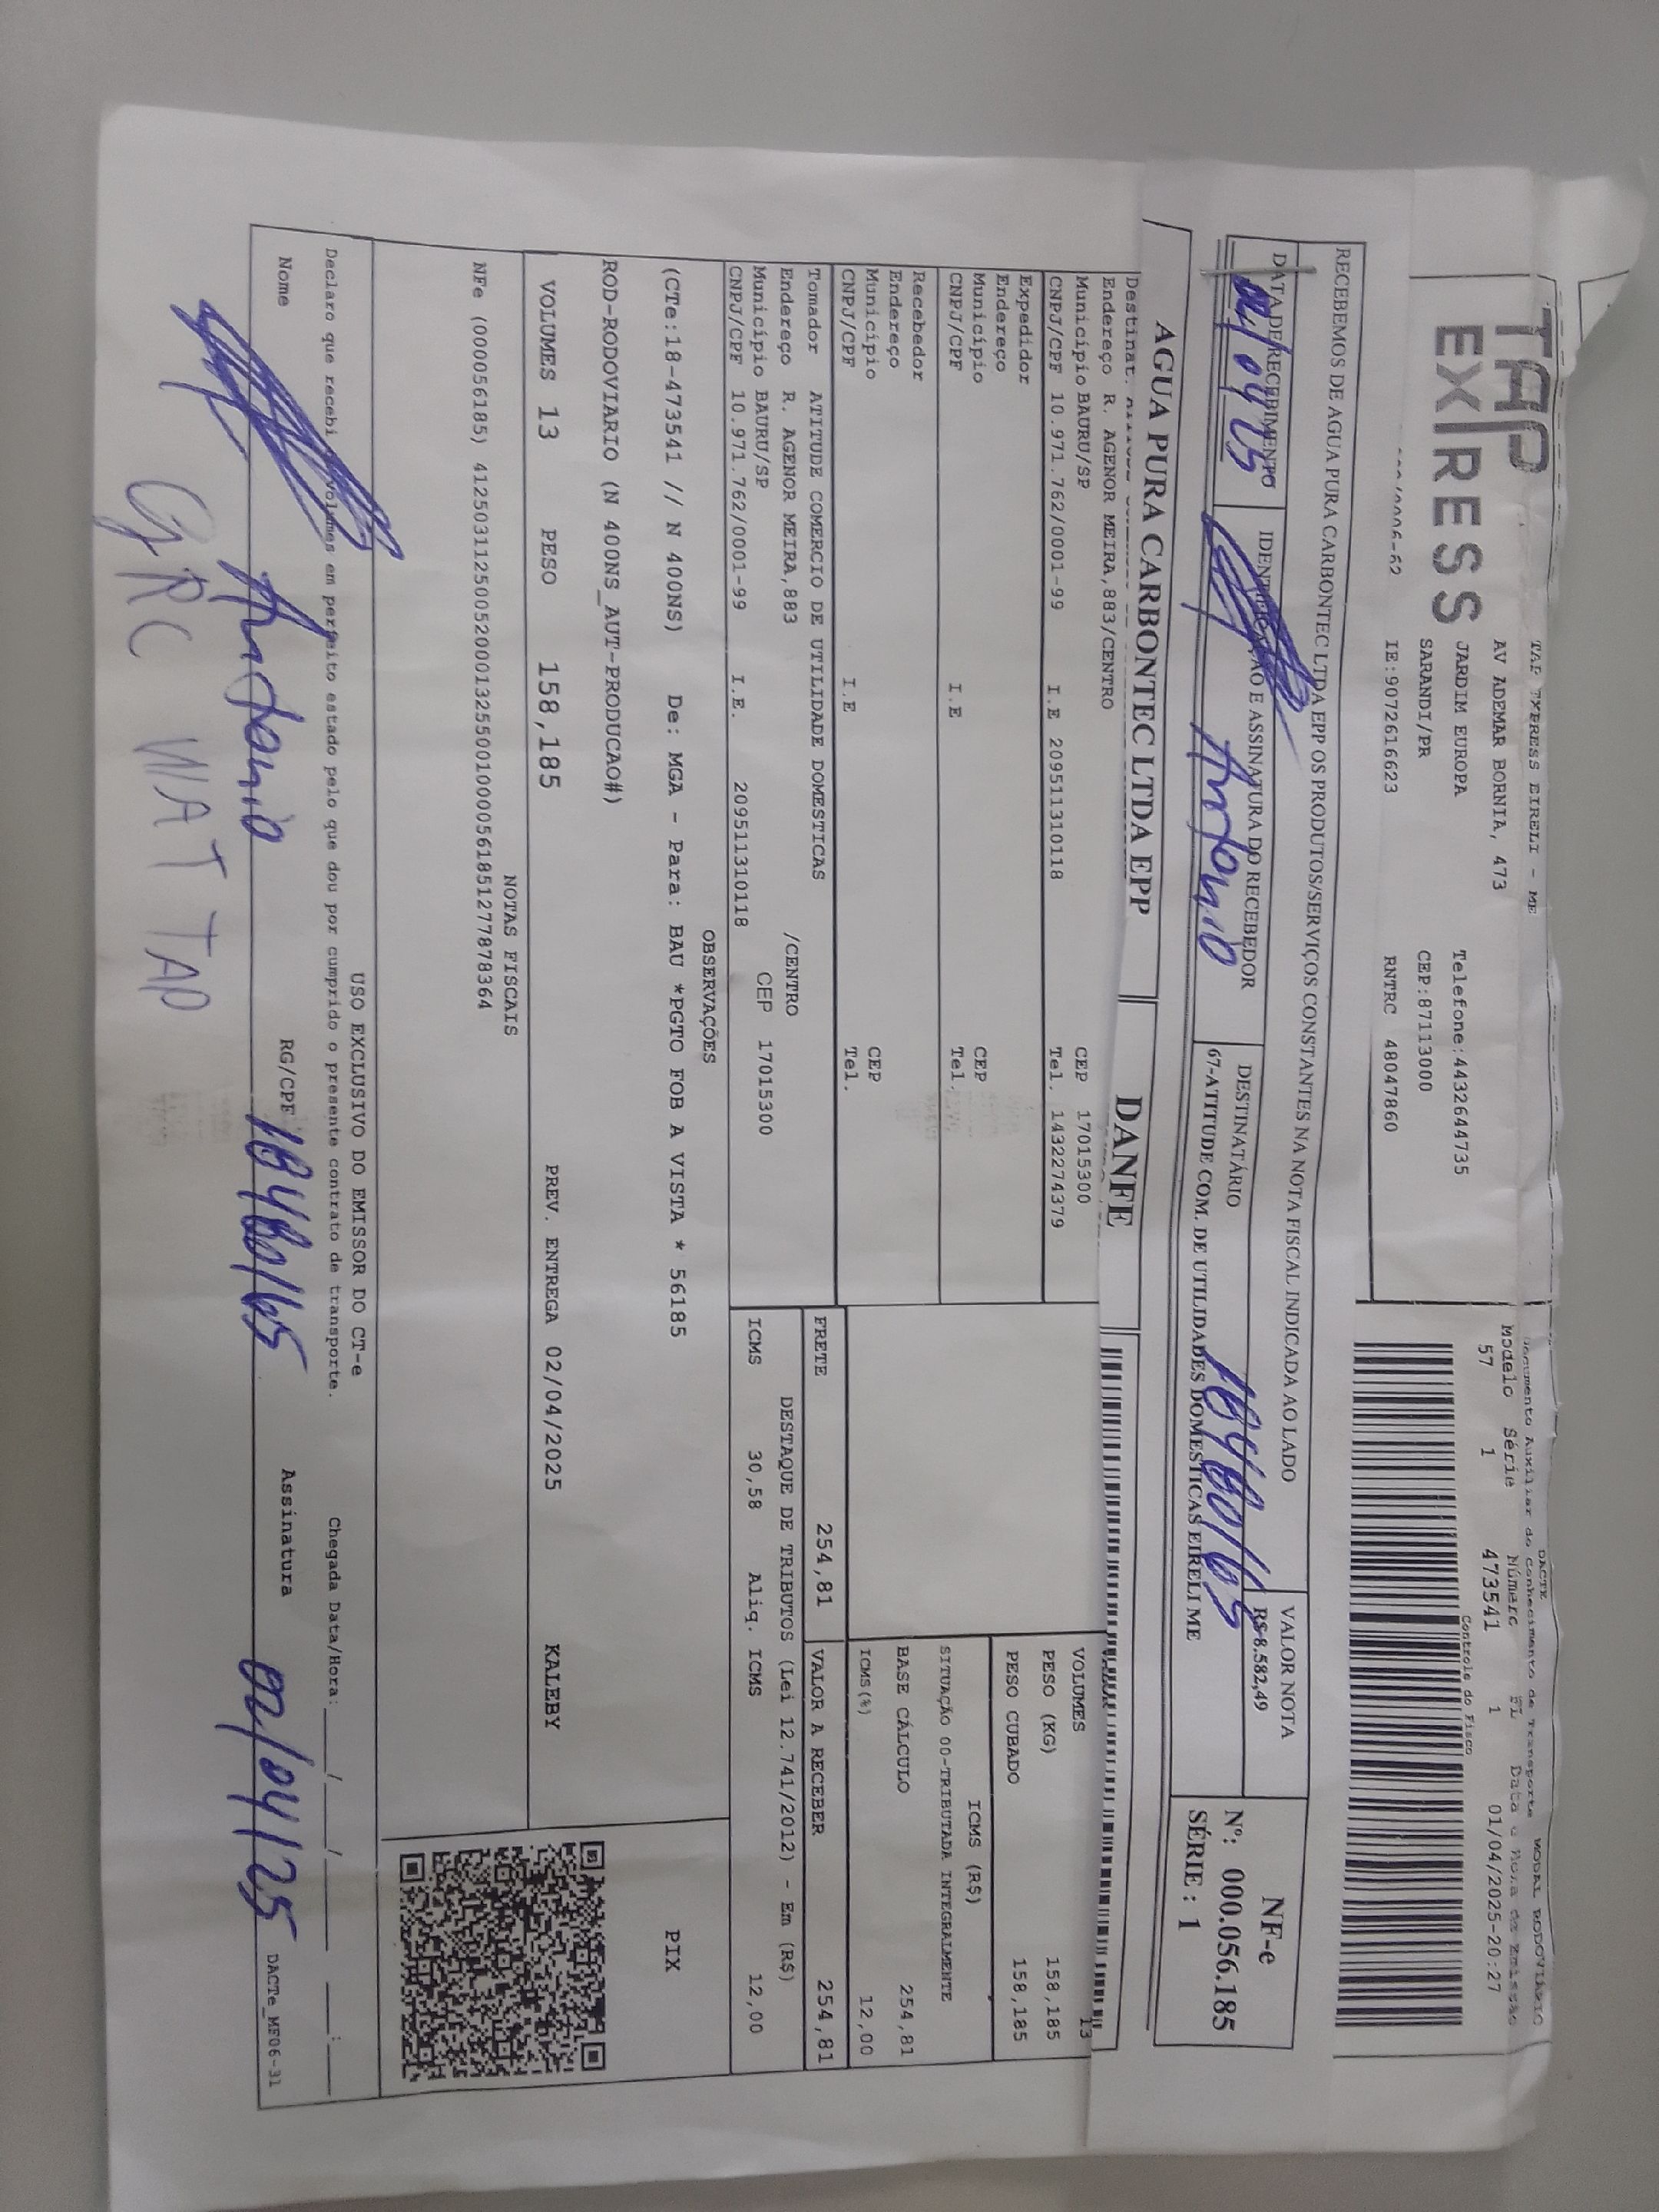 TAP EXPRESS
TAP EXPRESS EIRELI - ME
AV ADEMAR BORNIA, 473
JARDIM EUROPA Telefone:4432644735
SARANDI/PR CEP:87113000
IE:9072616623 RNTRC 48047860
DACTE MODAL RODOVIARIO
Documento Auxiliar do Conhecimento de Transporte
Modelo Série Número FL Data e Hora de Emissão
57 1 473541 1 01/04/2025-20:27
Controle do Fisco
RECEBEMOS DE AGUA PURA CARBONTEC LTDA EPP OS PRODUTOS/SERVIÇOS CONSTANTES NA NOTA FISCAL INDICADA AO LADO
DATA DE RECEBIMENTO IDENTIFICAÇÃO E ASSINATURA DO RECEBEDOR DESTINATÁRIO VALOR NOTA
Antonio 67-ATITUDE COM. DE UTILIDADES DOMESTICAS EIRELI ME R$ 8.582,49
NF-e
Nº: 000.056.185
SÉRIE : 1
AGUA PURA CARBONTEC LTDA EPP DANFE
Destinat.
Endereço R. AGENOR MEIRA,883/CENTRO
Município BAURU/SP CEP 17015300
CNPJ/CPF 10.971.762/0001-99 I.E 209511310118 Tel. 1432274379
Expedidor
Endereço
Município CEP
CNPJ/CPF I.E Tel.
Recebedor
Endereço
Município CEP
CNPJ/CPF I.E Tel.
VOLUMES 13
PESO (KG) 158,185
PESO CUBADO 158,185
ICMS (R$)
SITUAÇÃO 00-TRIBUTADA INTEGRALMENTE
BASE CÁLCULO 254,81
ICMS(%) 12,00
Tomador ATITUDE COMERCIO DE UTILIDADE DOMESTICAS
Endereço R. AGENOR MEIRA,883 /CENTRO
Município BAURU/SP CEP 17015300
CNPJ/CPF 10.971.762/0001-99 I.E. 209511310118
FRETE 254,81 VALOR A RECEBER 254,81
DESTAQUE DE TRIBUTOS (Lei 12.741/2012) - Em (R$)
ICMS 30,58 Aliq. ICMS 12,00
OBSERVAÇÕES
(CTe:18-473541 // N 400NS) De: MGA - Para: BAU *PGTO FOB A VISTA * 56185
PIX
ROD-RODOVIARIO (N 400NS_AUT-PRODUCAO#)
VOLUMES 13 PESO 158,185 PREV. ENTREGA 02/04/2025 KALEBY
NOTAS FISCAIS
NFe (000056185) 41250311250052000132550010000561851277878364
USO EXCLUSIVO DO EMISSOR DO CT-e
Declaro que recebi volumes em perfeito estado pelo que dou por cumprido o presente contrato de transporte. Chegada Data/Hora: ___/___/___ __:__
Nome Antonio RG/CPF Assinatura 02/04/25
DACTe_MF06-31
GRC WAT TAP